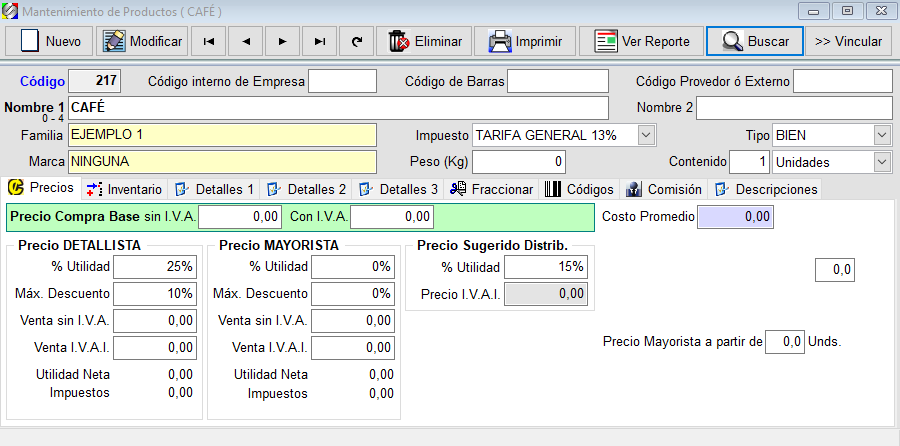 Mantenimiento de Productos ( CAFÉ )
Nuevo Modificar Eliminar Imprimir Ver Reporte Buscar >> Vincular
Código 217 Código interno de Empresa Código de Barras Código Provedor ó Externo
Nombre 1 CAFÉ Nombre 2
0 - 4
Familia EJEMPLO 1 Impuesto TARIFA GENERAL 13% Tipo BIEN
Marca NINGUNA Peso (Kg) 0 Contenido 1 Unidades
Precios Inventario Detalles 1 Detalles 2 Detalles 3 Fraccionar Códigos Comisión Descripciones
Precio Compra Base sin I.V.A. 0,00 Con I.V.A. 0,00 Costo Promedio 0,00
Precio DETALLISTA Precio MAYORISTA Precio Sugerido Distrib.
% Utilidad 25% % Utilidad 0% % Utilidad 15% 0,0
Máx. Descuento 10% Máx. Descuento 0% Precio I.V.A.I. 0,00
Venta sin I.V.A. 0,00 Venta sin I.V.A. 0,00
Venta I.V.A.I. 0,00 Venta I.V.A.I. 0,00 Precio Mayorista a partir de 0,0 Unds.
Utilidad Neta 0,00 Utilidad Neta 0,00
Impuestos 0,00 Impuestos 0,00